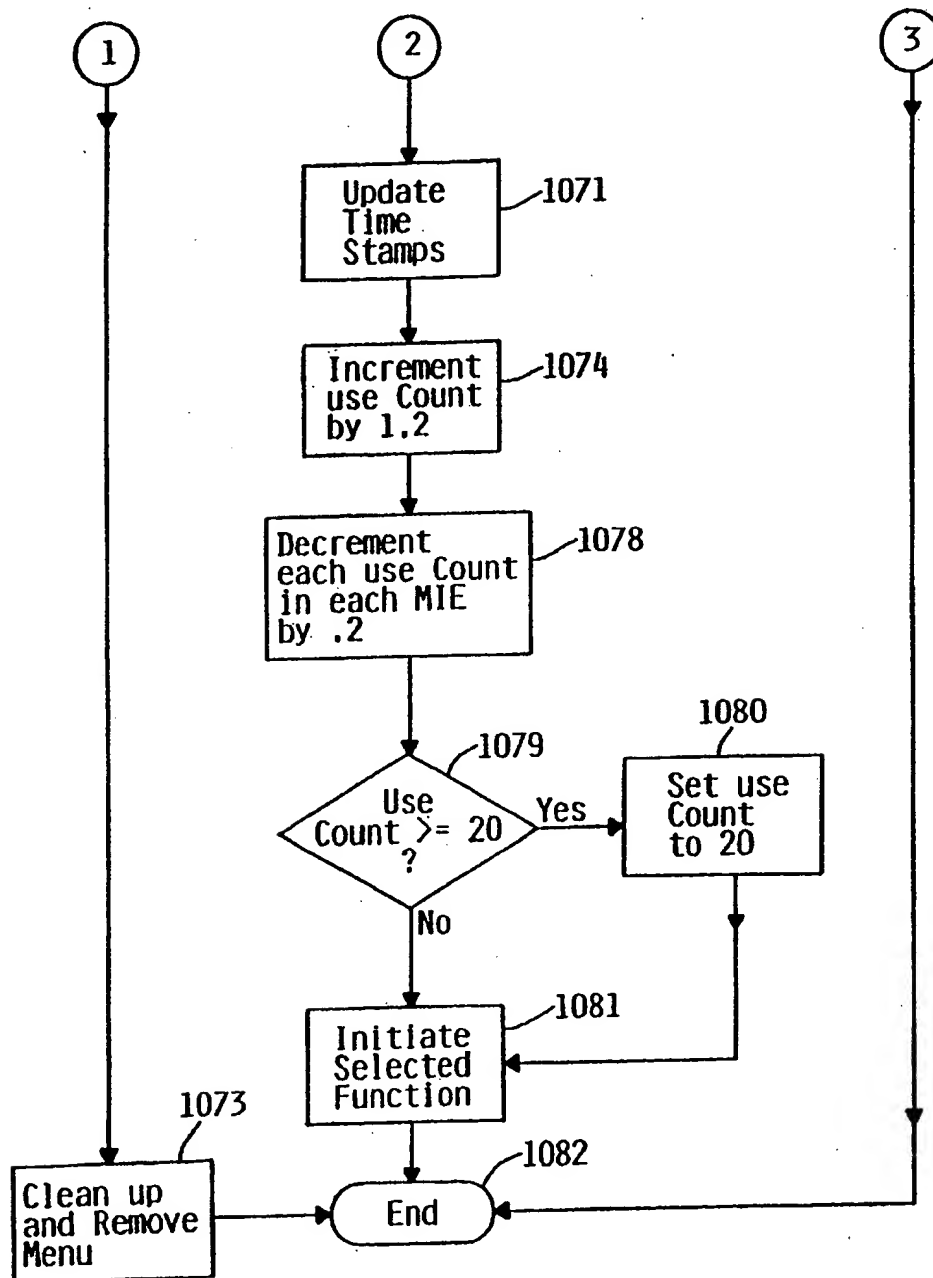 1
2
3
Update
Time
Stamps
1071
Increment
use Count
by 1.2
1074
Decrement
each use Count
in each MIE
by .2
1078
Use
Count >= 20
?
1079
Yes
No
1080
Set use
Count
to 20
Initiate
Selected
Function
1081
1073
Clean up
and Remove
Menu
End
1082